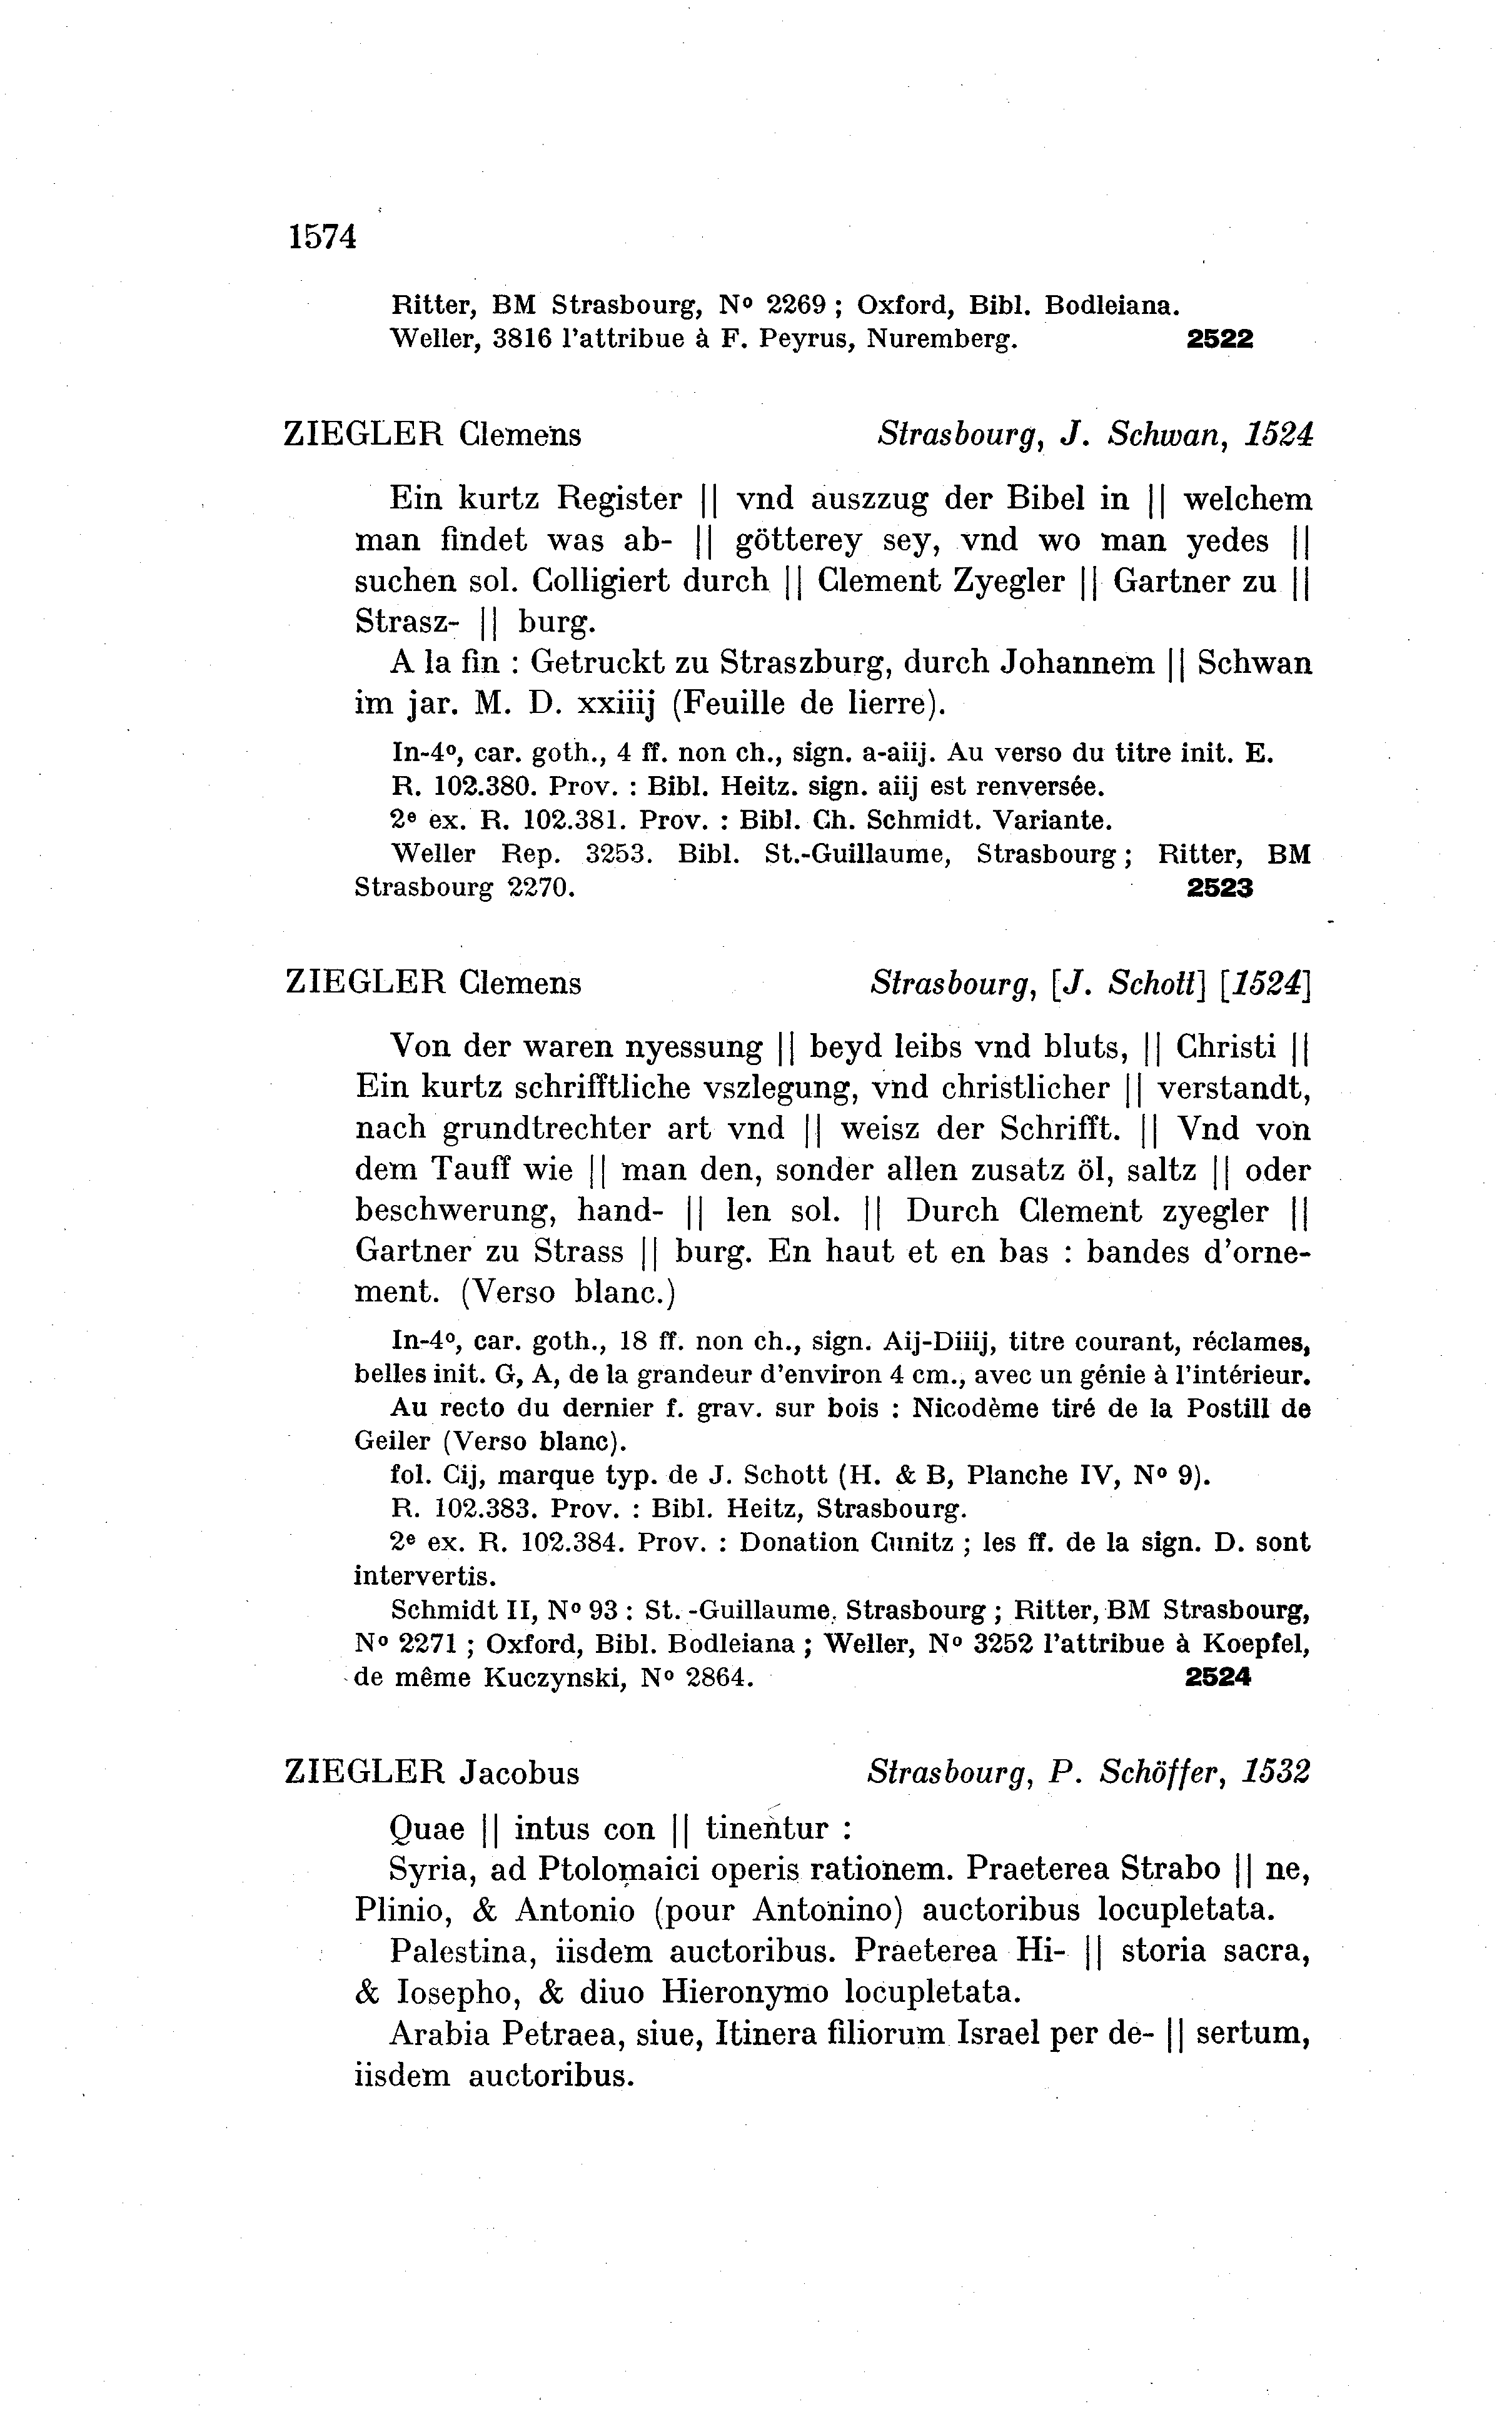 1574
Ritter, BM Strasbourg, Nº 2269 ; Oxford, Bibl. Bodleiana.
Weller, 3816 l'attribue à F. Peyrus, Nuremberg. 2522
ZIEGLER Clemens Strasbourg, J. Schwan, 1524
Ein kurtz Register || vnd auszzug der Bibel in || welchem
man findet was ab- || götterey sey, vnd wo man yedes ||
suchen sol. Colligiert durch || Clement Zyegler || Gartner zu ||
Strasz- || burg.
A la fin : Getruckt zu Straszburg, durch Johannem || Schwan
im jar. M. D. xxiiij (Feuille de lierre).
In-4º, car. goth., 4 ff. non ch., sign. a-aiij. Au verso du titre init. E.
R. 102.380. Prov. : Bibl. Heitz. sign. aiij est renversée.
2e ex. R. 102.381. Prov. : Bibl. Ch. Schmidt. Variante.
Weller Rep. 3253. Bibl. St.-Guillaume, Strasbourg ; Ritter, BM
Strasbourg 2270. 2523
ZIEGLER Clemens Strasbourg, [J. Schott] [1524]
Von der waren nyessung || beyd leibs vnd bluts, || Christi ||
Ein kurtz schrifftliche vszlegung, vnd christlicher || verstandt,
nach grundtrechter art vnd || weisz der Schrifft. || Vnd von
dem Tauff wie || man den, sonder allen zusatz öl, saltz || oder
beschwerung, hand- || len sol. || Durch Clement zyegler ||
Gartner zu Strass || burg. En haut et en bas : bandes d'orne-
ment. (Verso blanc.)
In-4º, car. goth., 18 ff. non ch., sign. Aij-Diiij, titre courant, réclames,
belles init. G, A, de la grandeur d'environ 4 cm., avec un génie à l'intérieur.
Au recto du dernier f. grav. sur bois : Nicodème tiré de la Postill de
Geiler (Verso blanc).
fol. Cij, marque typ. de J. Schott (H. & B, Planche IV, Nº 9).
R. 102.383. Prov. : Bibl. Heitz, Strasbourg.
2e ex. R. 102.384. Prov. : Donation Cunitz ; les ff. de la sign. D. sont
intervertis.
Schmidt II, Nº 93 : St. -Guillaume. Strasbourg ; Ritter, BM Strasbourg,
Nº 2271 ; Oxford, Bibl. Bodleiana ; Weller, Nº 3252 l'attribue à Koepfel,
de même Kuczynski, Nº 2864. 2524
ZIEGLER Jacobus Strasbourg, P. Schöffer, 1532
Quae || intus con || tinentur :
Syria, ad Ptolomaici operis rationem. Praeterea Strabo || ne,
Plinio, & Antonio (pour Antonino) auctoribus locupletata.
Palestina, iisdem auctoribus. Praeterea Hi- || storia sacra,
& Iosepho, & diuo Hieronymo locupletata.
Arabia Petraea, siue, Itinera filiorum Israel per de- || sertum,
iisdem auctoribus.